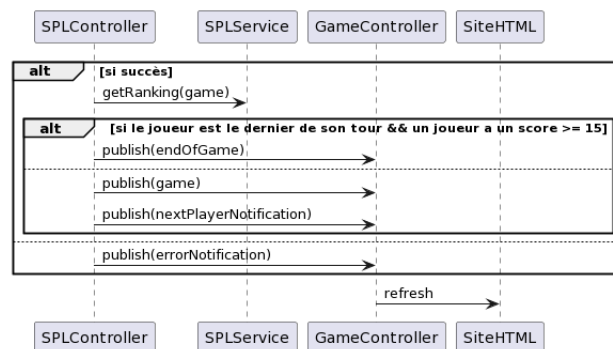 SPLController SPLService GameController SiteHTML
alt [si succès]
getRanking(game)
alt [si le joueur est le dernier de son tour && un joueur a un score >= 15]
publish(endOfGame)
publish(game)
publish(nextPlayerNotification)
publish(errorNotification)
refresh
SPLController SPLService GameController SiteHTML